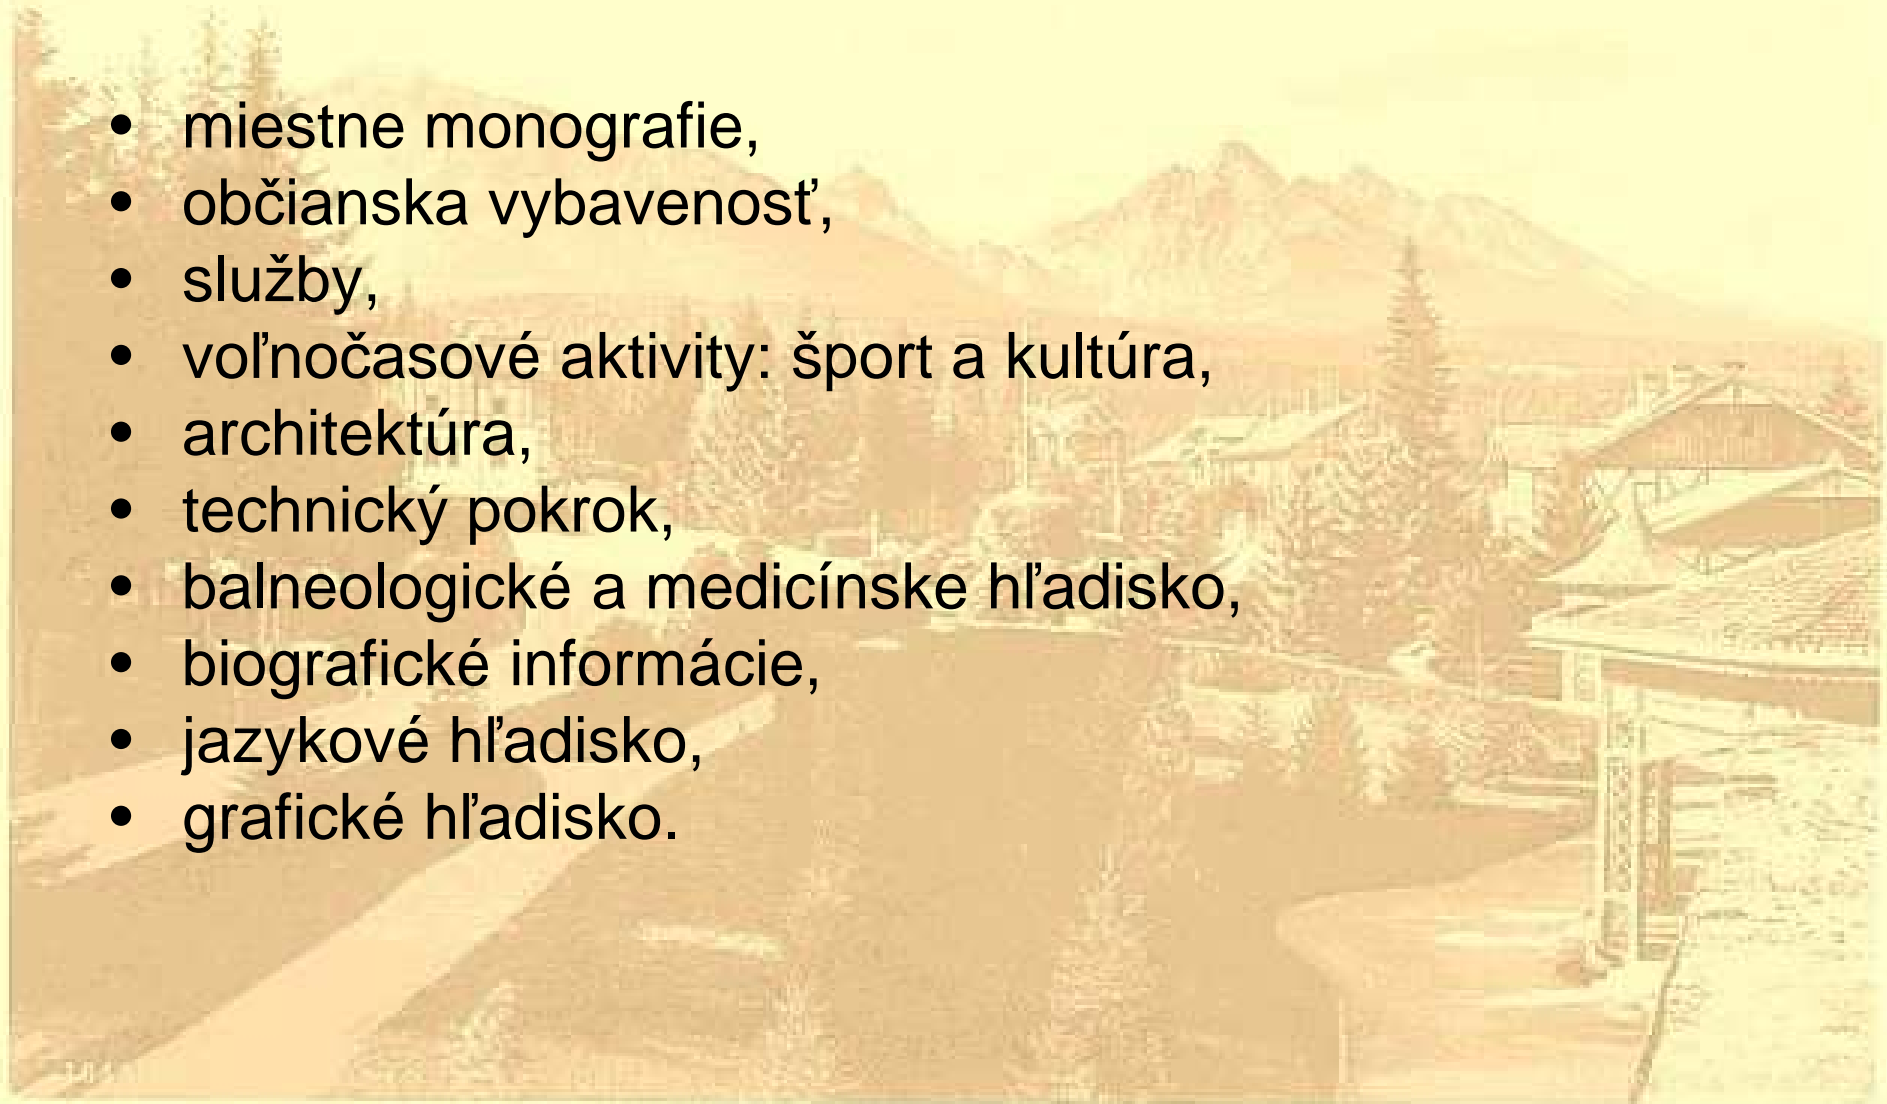 • miestne monografie,
• občianska vybavenosť,
• služby,
• voľnočasové aktivity: šport a kultúra,
• architektúra,
• technický pokrok,
• balneologické a medicínske hľadisko,
• biografické informácie,
• jazykové hľadisko,
• grafické hľadisko.